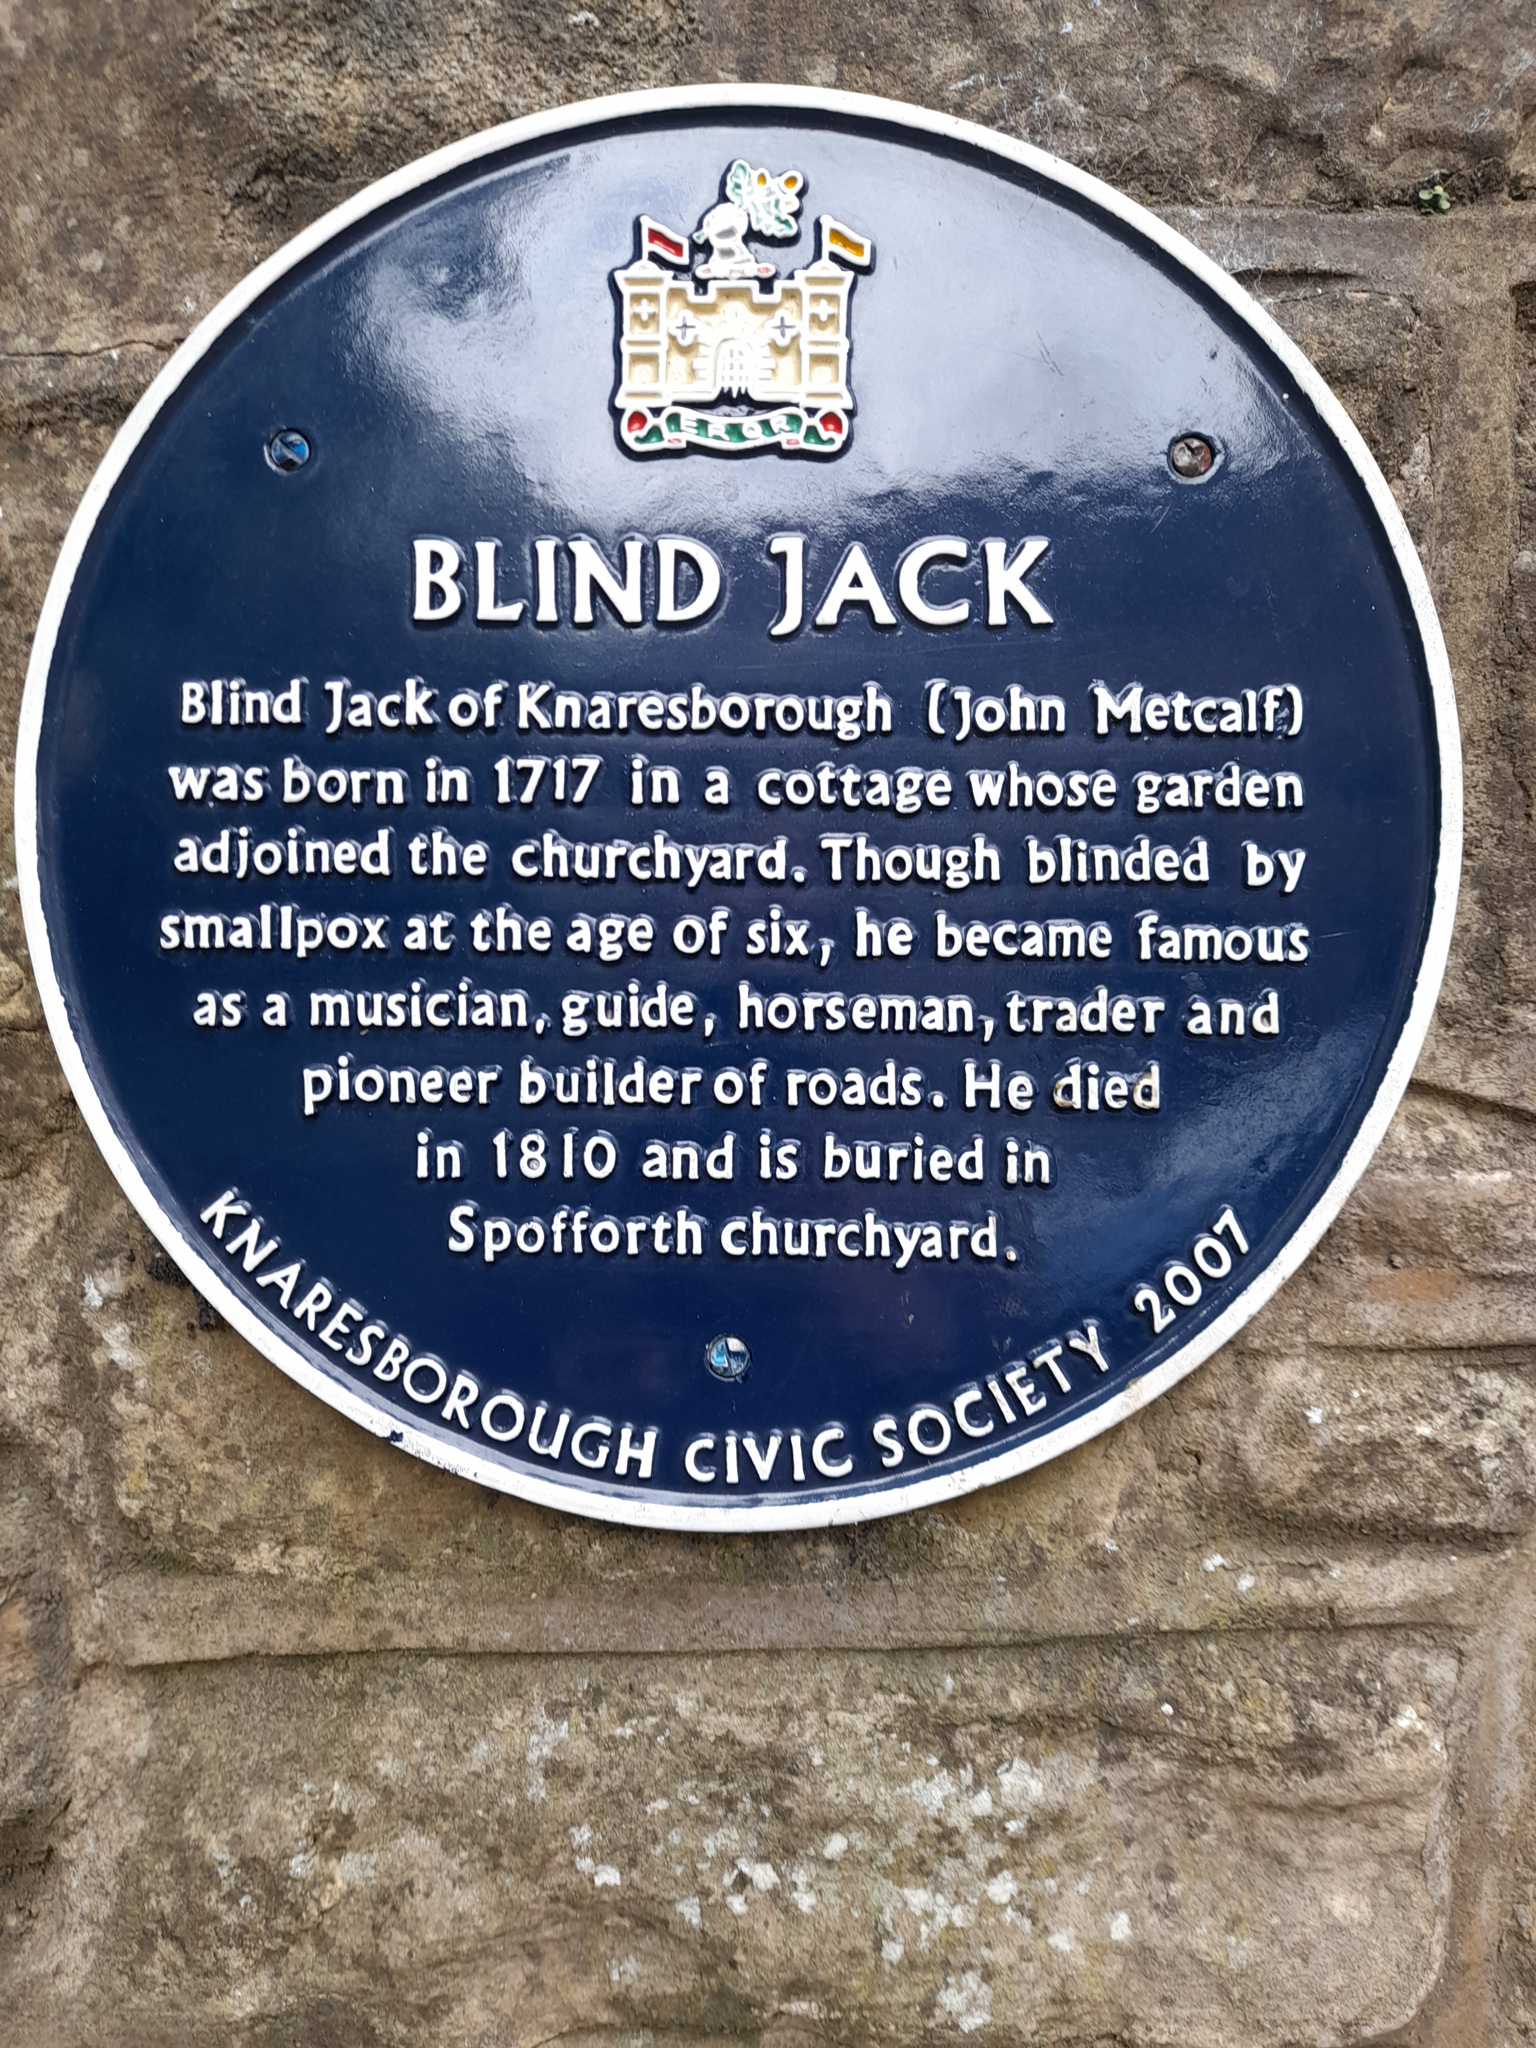 ERQR
BLIND JACK
Blind Jack of Knaresborough (John Metcalf)
was born in 1717 in a cottage whose garden
adjoined the churchyard. Though blinded by
smallpox at the age of six, he became famous
as a musician, guide, horseman, trader and
pioneer builder of roads. He died
in 1810 and is buried in
Spofforth churchyard.
KNARESBOROUGH CIVIC SOCIETY 2007